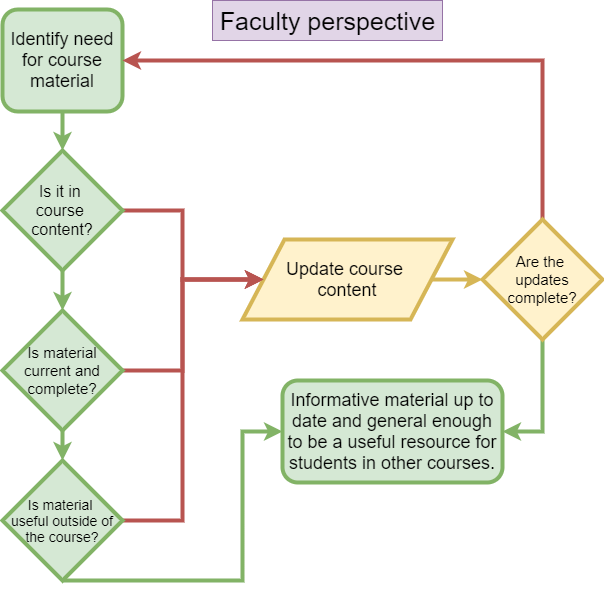 Faculty perspective
Identify need
for course
material
Is it in
course
content?
Update course
content
Are the
updates
complete?
Is material
current and
complete?
Informative material up to
date and general enough
to be a useful resource for
students in other courses.
Is material
useful outside of
the course?